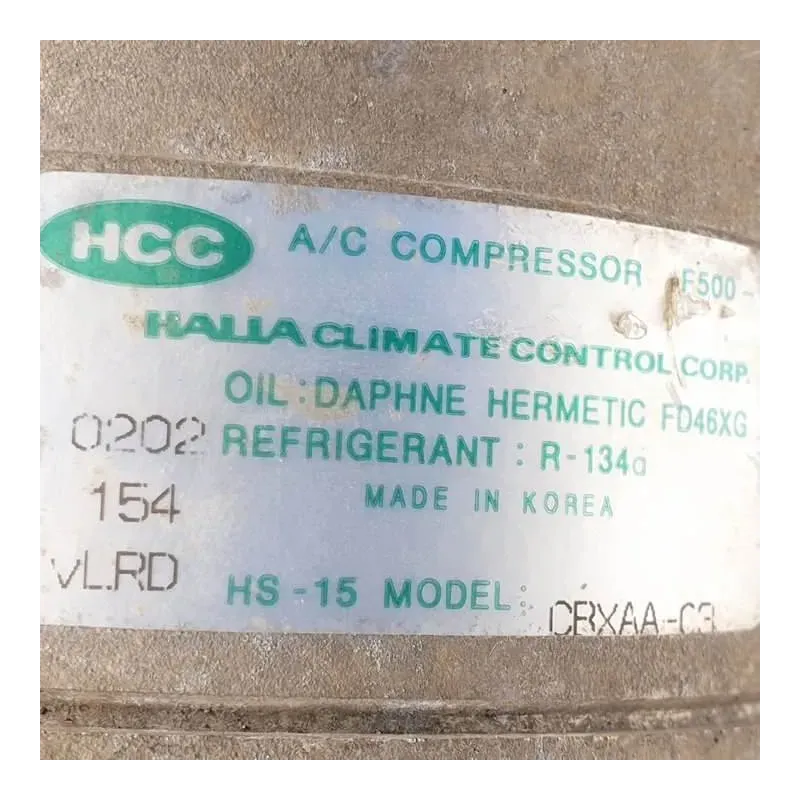 HCC A/C COMPRESSOR F500-
HALLA CLIMATE CONTROL CORP.
OIL : DAPHNE HERMETIC FD46XG
0202 REFRIGERANT : R-134a
154 MADE IN KOREA
vLRD
HS-15 MODEL: CBXAA-C3